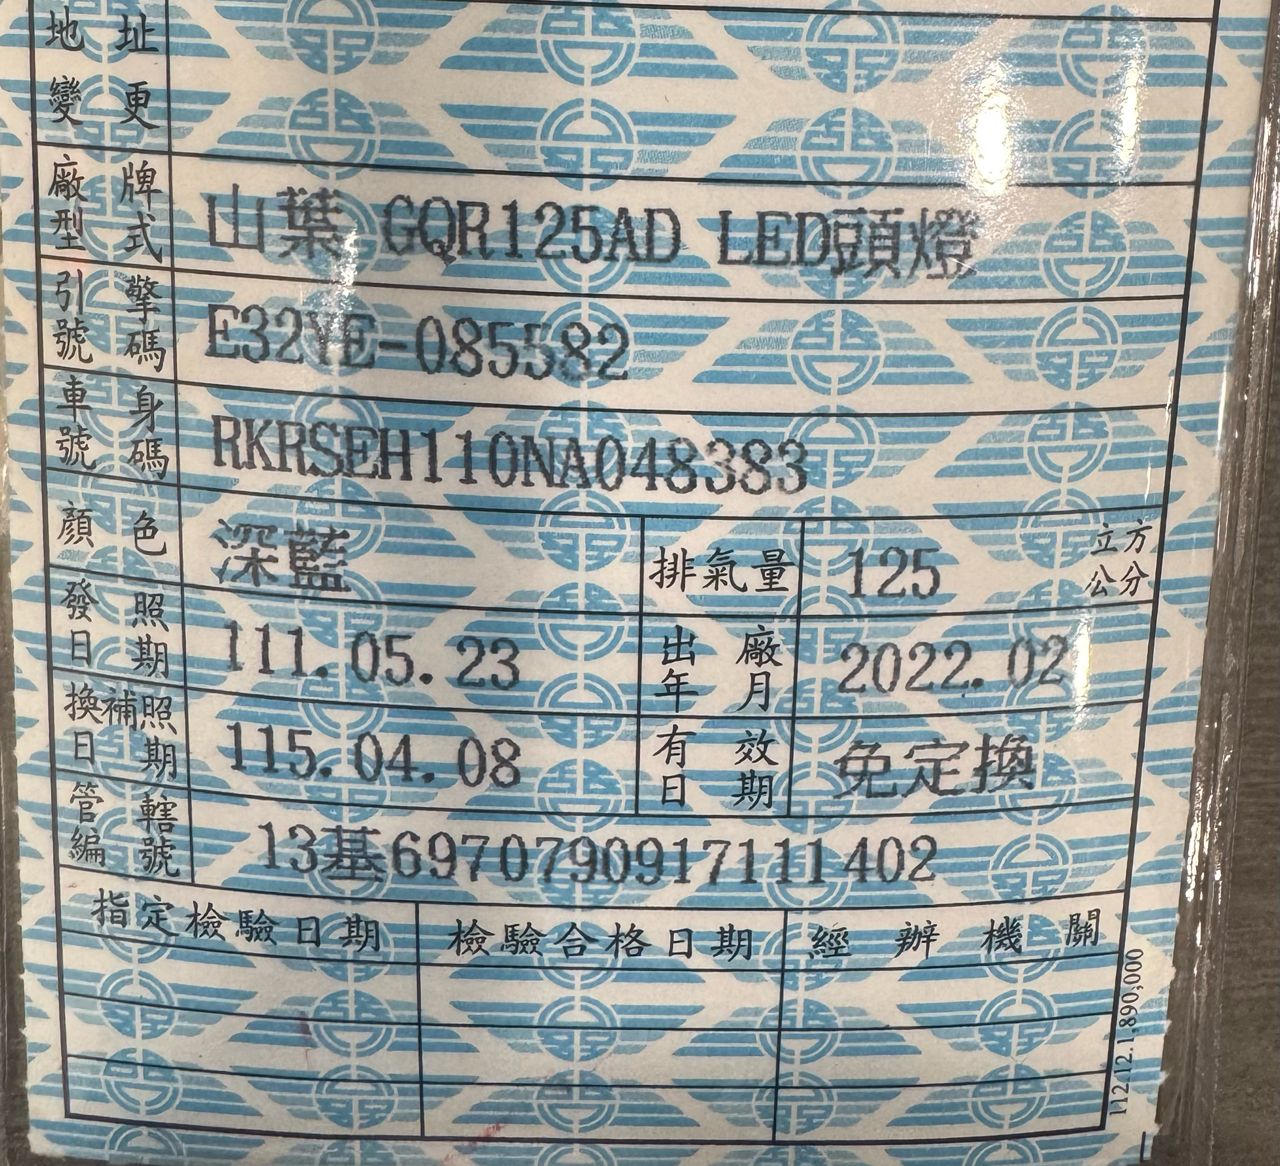 地址
變更
廠牌
型式
山葉 GQR125AD LED頭燈
引擎
號碼
E32YE-085582
車身
號碼
RKRSEH110NA048383
顏色
深藍
排氣量
125
立方
公分
發照
日期
111.05.23
出廠
年月
2022.02
換補照
日期
115.04.08
有效
日期
免定換
管轄
編號
13基6970790917111402
指定檢驗日期
檢驗合格日期
經辦機關
112.12.1,890,000